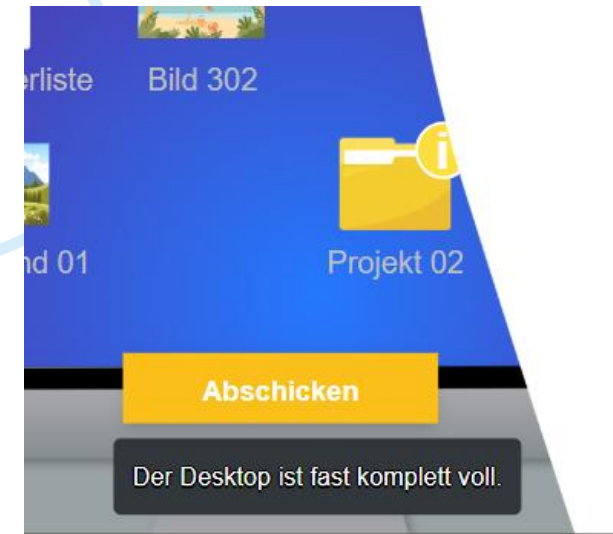 erliste
Bild 302
nd 01
i
Projekt 02
Abschicken
Der Desktop ist fast komplett voll.